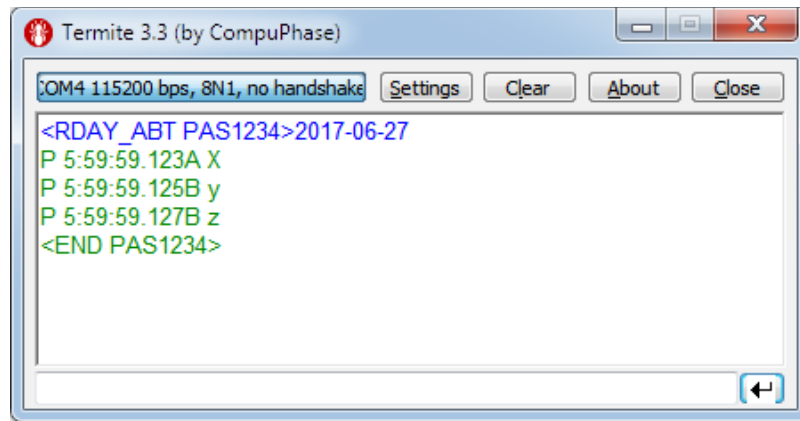 Termite 3.3 (by CompuPhase)
COM4 115200 bps, 8N1, no handshake Settings Clear About Close
<RDAY_ABT PAS1234>2017-06-27
P 5:59:59.123A X
P 5:59:59.125B y
P 5:59:59.127B z
<END PAS1234>